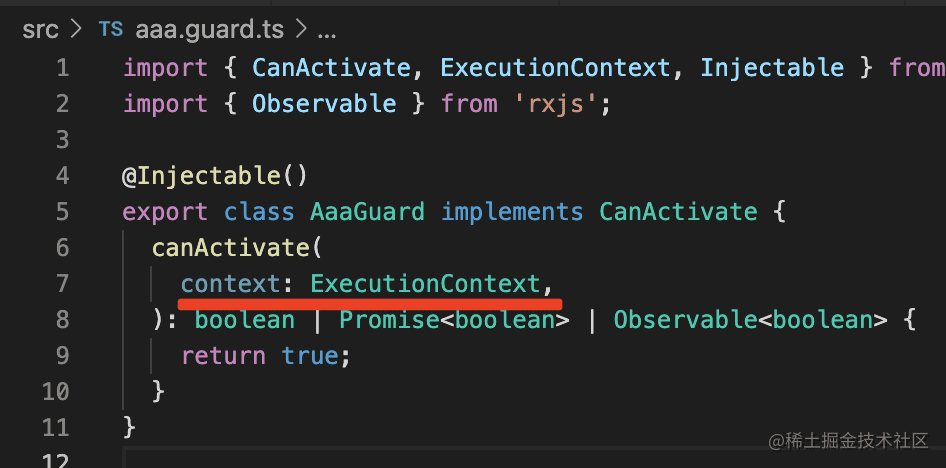 src > TS aaa.guard.ts > ...
1 import { CanActivate, ExecutionContext, Injectable } from
2 import { Observable } from 'rxjs';
3
4 @Injectable()
5 export class AaaGuard implements CanActivate {
6 canActivate(
7 context: ExecutionContext,
8 ): boolean | Promise<boolean> | Observable<boolean> {
9 return true;
10 }
11 }
12
@稀土掘金技术社区